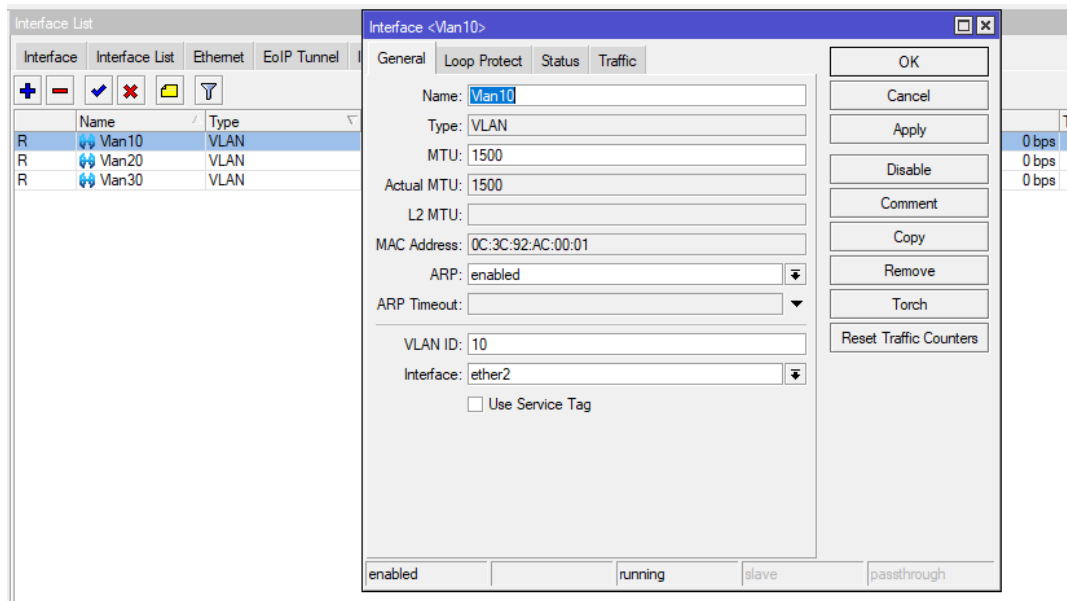 Interface List
Interface Interface List Ethernet EoIP Tunnel
Name Type
R Vlan10 VLAN 0 bps
R Vlan20 VLAN 0 bps
R Vlan30 VLAN 0 bps
Interface <Vlan10>
General Loop Protect Status Traffic
Name: Vlan10
Type: VLAN
MTU: 1500
Actual MTU: 1500
L2 MTU:
MAC Address: 0C:3C:92:AC:00:01
ARP: enabled
ARP Timeout:
VLAN ID: 10
Interface: ether2
Use Service Tag
OK
Cancel
Apply
Disable
Comment
Copy
Remove
Torch
Reset Traffic Counters
enabled running slave passthrough